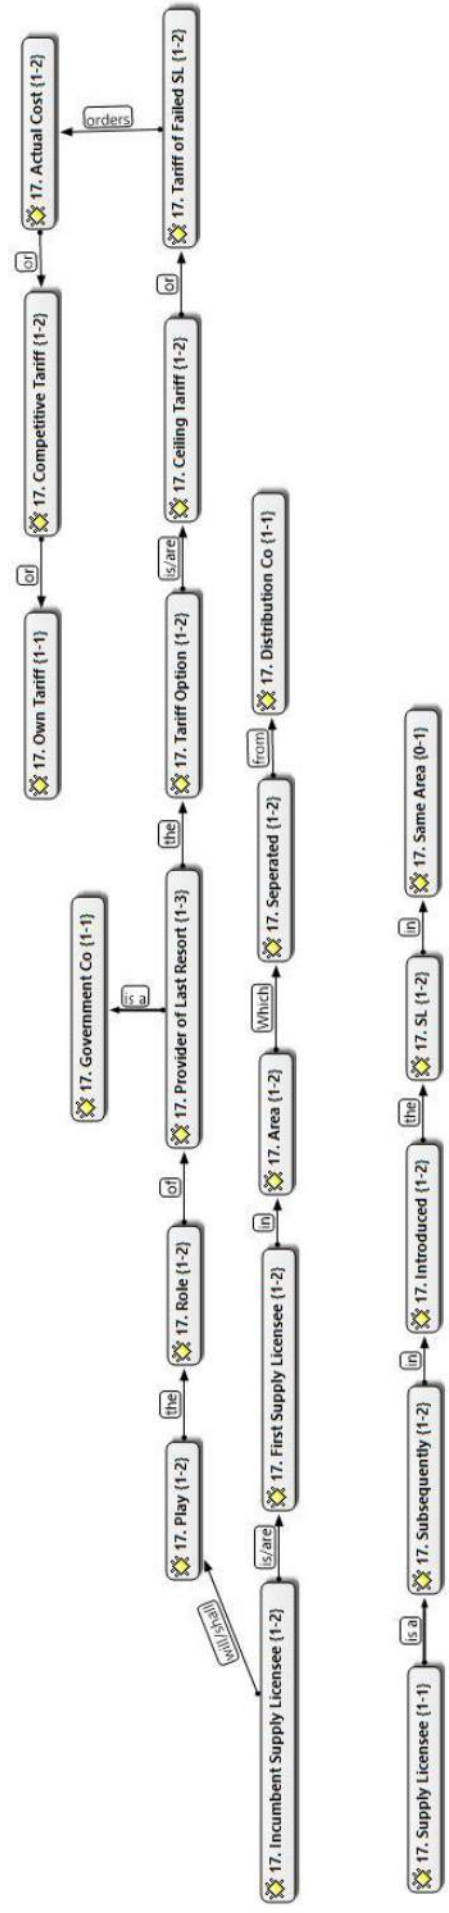 17. Own Tariff {1-1}
or
17. Competitive Tariff {1-2}
or
17. Actual Cost {1-2}
17. Government Co {1-1}
orders
is a
17. Play {1-2}
the
17. Role {1-2}
of
17. Provider of Last Resort {1-3}
the
17. Tariff Option {1-2}
is/are
17. Ceiling Tariff {1-2}
or
17. Tariff of Failed SL {1-2}
will/shall
17. Incumbent Supply Licensee {1-2}
is/are
17. First Supply Licensee {1-2}
in
17. Area {1-2}
Which
17. Seperated {1-2}
from
17. Distribution Co {1-1}
17. Supply Licensee {1-1}
is a
17. Subsequently {1-2}
in
17. Introduced {1-2}
the
17. SL {1-2}
in
17. Same Area {0-1}